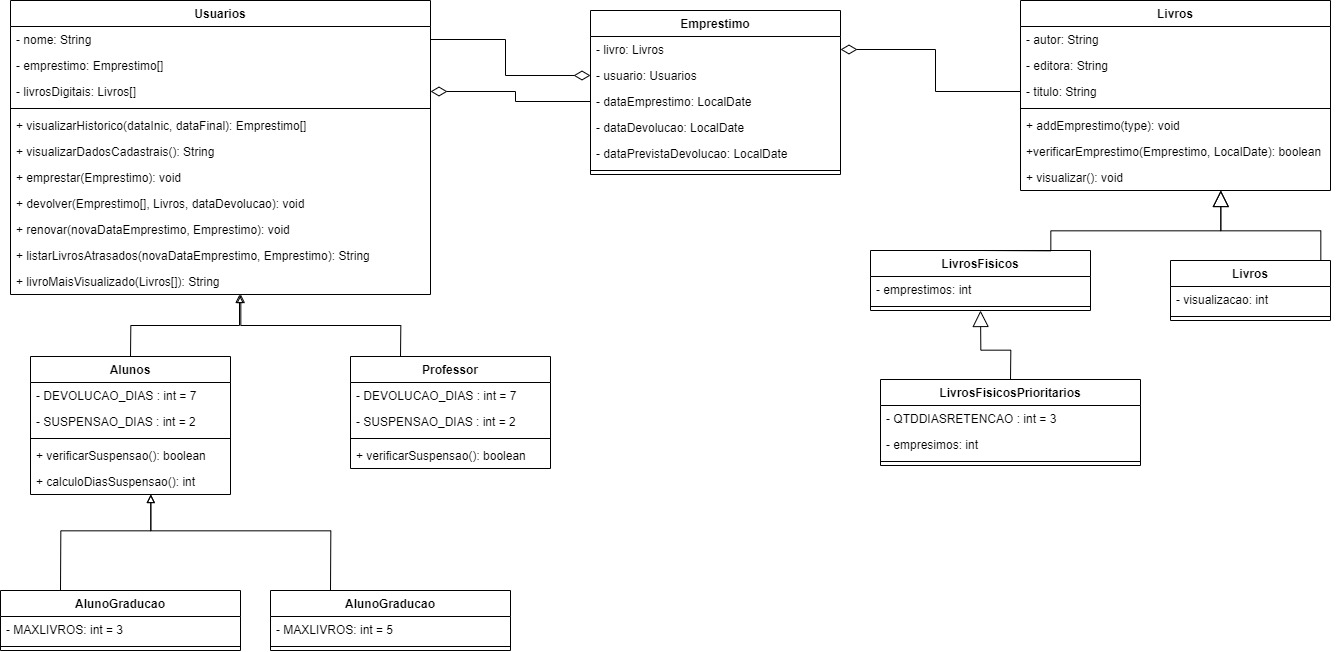 Usuarios
- nome: String
- emprestimo: Emprestimo[]
- livrosDigitais: Livros[]
+ visualizarHistorico(dataInic, dataFinal): Emprestimo[]
+ visualizarDadosCadastrais(): String
+ emprestar(Emprestimo): void
+ devolver(Emprestimo[], Livros, dataDevolucao): void
+ renovar(novaDataEmprestimo, Emprestimo): void
+ listarLivrosAtrasados(novaDataEmprestimo, Emprestimo): String
+ livroMaisVisualizado(Livros[]): String
Emprestimo
- livro: Livros
- usuario: Usuarios
- dataEmprestimo: LocalDate
- dataDevolucao: LocalDate
- dataPrevistaDevolucao: LocalDate
Livros
- autor: String
- editora: String
- titulo: String
+ addEmprestimo(type): void
+verificarEmprestimo(Emprestimo, LocalDate): boolean
+ visualizar(): void
LivrosFisicos
- emprestimos: int
Livros
- visualizacao: int
Alunos
- DEVOLUCAO_DIAS : int = 7
- SUSPENSAO_DIAS : int = 2
+ verificarSuspensao(): boolean
+ calculoDiasSuspensao(): int
Professor
- DEVOLUCAO_DIAS : int = 7
- SUSPENSAO_DIAS : int = 2
+ verificarSuspensao(): boolean
LivrosFisicosPrioritarios
- QTDDIASRETENCAO : int = 3
- empresimos: int
AlunoGraducao
- MAXLIVROS: int = 3
AlunoGraducao
- MAXLIVROS: int = 5